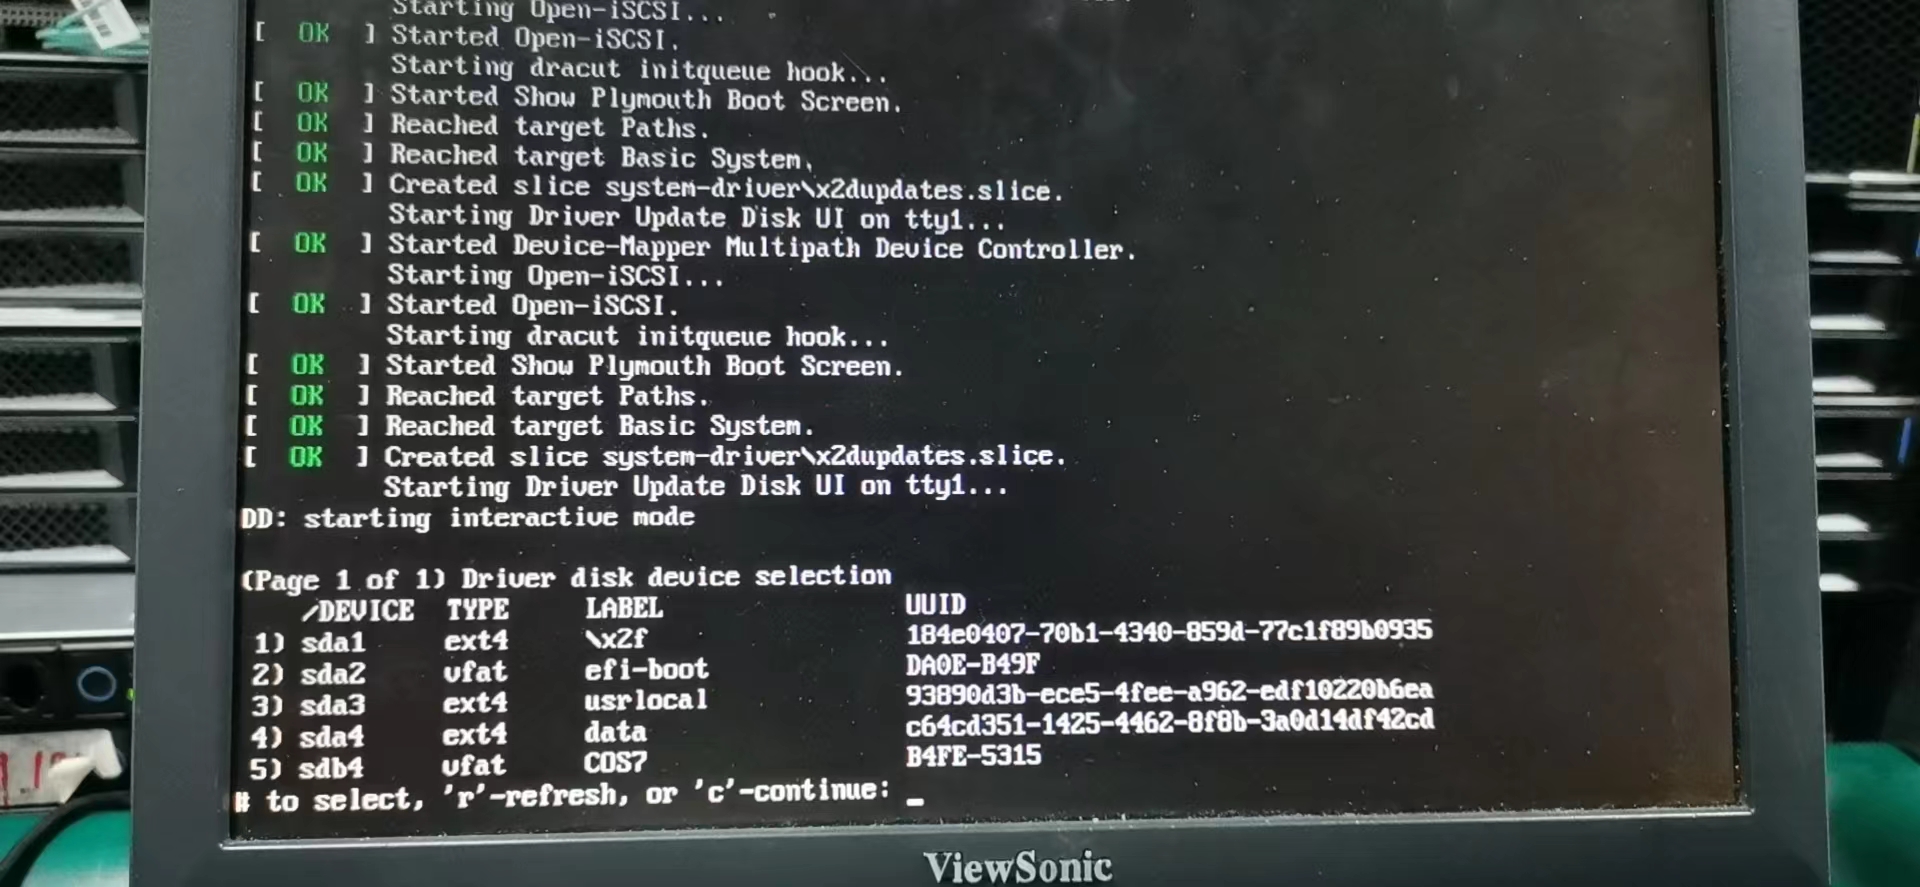 Starting Open-iSCSI...
[ OK ] Started Open-iSCSI.
Starting dracut initqueue hook...
[ OK ] Started Show Plymouth Boot Screen.
[ OK ] Reached target Paths.
[ OK ] Reached target Basic System.
[ OK ] Created slice system-driver\x2dupdates.slice.
Starting Driver Update Disk UI on tty1...
[ OK ] Started Device-Mapper Multipath Device Controller.
Starting Open-iSCSI...
[ OK ] Started Open-iSCSI.
Starting dracut initqueue hook...
[ OK ] Started Show Plymouth Boot Screen.
[ OK ] Reached target Paths.
[ OK ] Reached target Basic System.
[ OK ] Created slice system-driver\x2dupdates.slice.
Starting Driver Update Disk UI on tty1...
DD: starting interactive mode
(Page 1 of 1) Driver disk device selection
/DEVICE TYPE LABEL UUID
1) sda1 ext4 \x2f 184e0407-70b1-4340-859d-77c1f89b0935
2) sda2 vfat efi-boot DA0E-B49F
3) sda3 ext4 usrlocal 93890d3b-ece5-4fee-a962-edf10220b6ea
4) sda4 ext4 data c64cd351-1425-4462-8f8b-3a0d14df42cd
5) sdb4 vfat COS7 B4FE-5315
# to select, 'r'-refresh, or 'c'-continue: _
ViewSonic